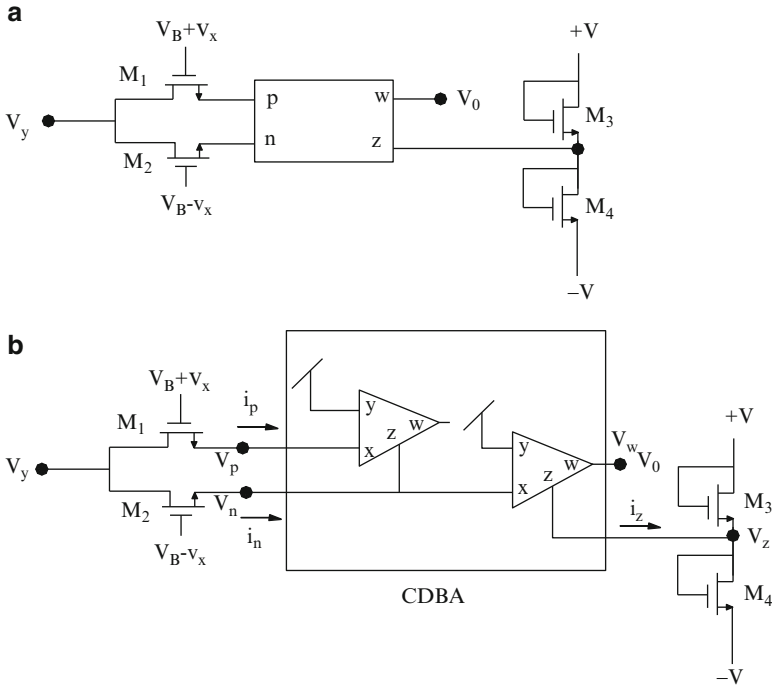 a
V_B+v_x
M_1
V_y
M_2
V_B-v_x
p
n
w
z
V_0
+V
M_3
M_4
–V
b
V_B+v_x
M_1
i_p
V_y
V_p
M_2
V_n
V_B-v_x
i_n
y
x
z
w
y
x
z
w
V_w
V_0
i_z
CDBA
+V
M_3
V_z
M_4
–V